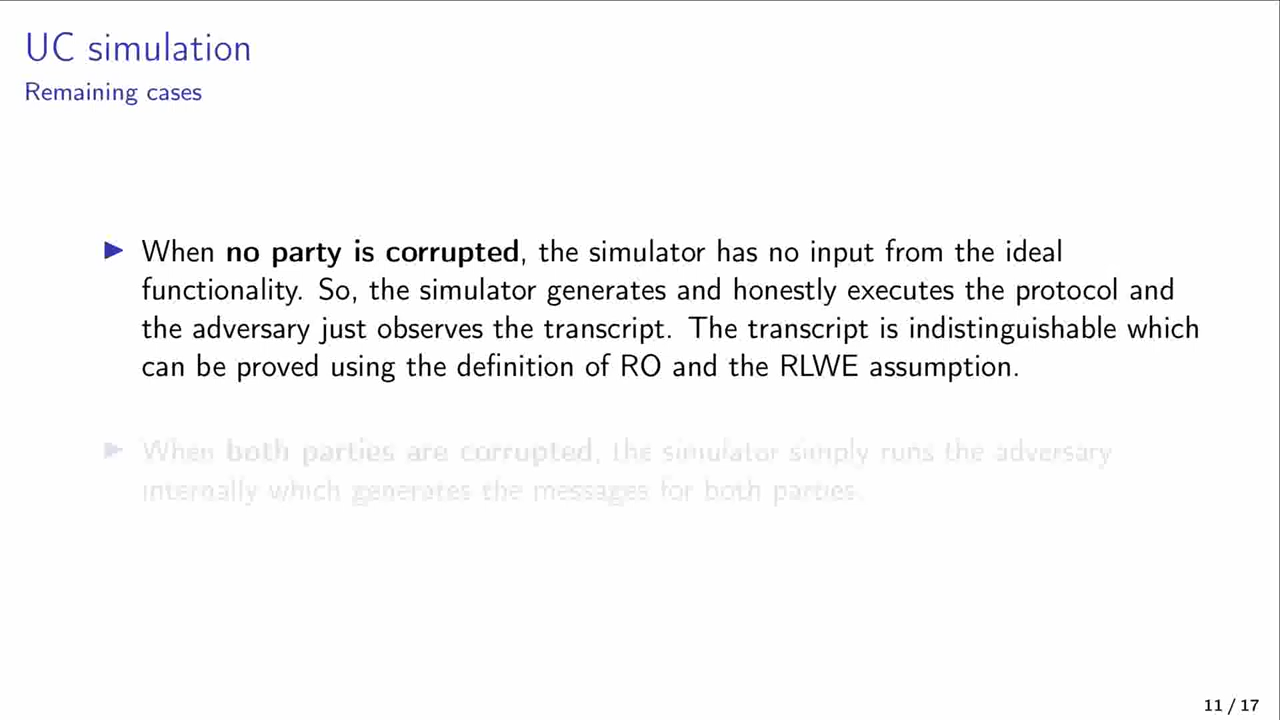 UC simulation
Remaining cases
▶ When no party is corrupted, the simulator has no input from the ideal
functionality. So, the simulator generates and honestly executes the protocol and
the adversary just observes the transcript. The transcript is indistinguishable which
can be proved using the definition of RO and the RLWE assumption.
▶ When both parties are corrupted, the simulator simply runs the adversary
internally which generates the messages for both parties.
11 / 17